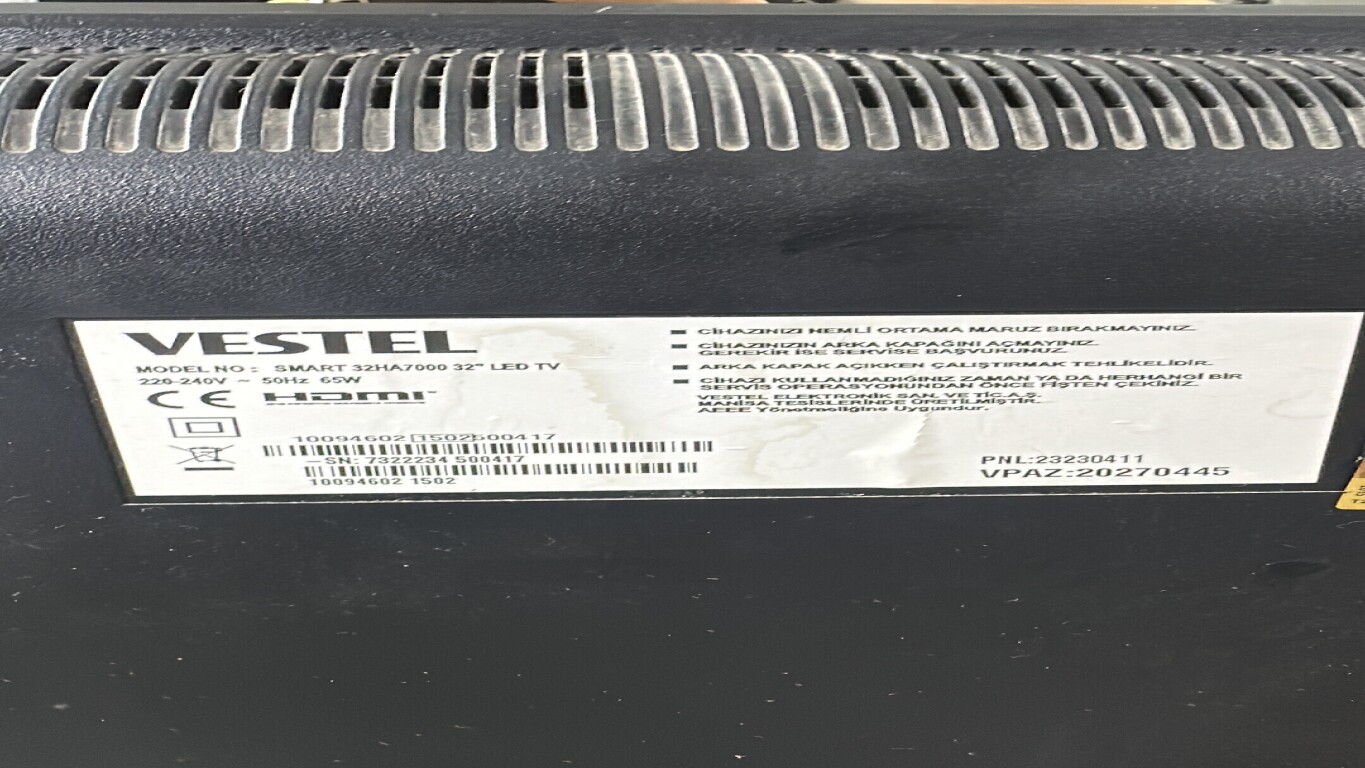 VESTEL
MODEL NO : SMART 32HA7000 32" LED TV
220-240V ~ 50Hz 65W
CE HDMI
10094602 1502 500417
SN: 7322234 500417
10094602 1502
■ CİHAZINIZI NEMLİ ORTAMA MARUZ BIRAKMAYINIZ.
■ CİHAZINIZIN ARKA KAPAĞINI AÇMAYINIZ.
GEREKİR İSE SERVİSE BAŞVURUNUZ.
■ ARKA KAPAK AÇIKKEN ÇALIŞTIRMAK TEHLİKELİDİR.
■ CİHAZI KULLANMADIĞINIZ ZAMAN YA DA HERHANGİ BİR
SERVİS OPERASYONUNDAN ÖNCE FİŞTEN ÇEKİNİZ.
VESTEL ELEKTRONİK SAN. VE TİC.A.Ş.
MANİSA TESİSLERİNDE ÜRETİLMİŞTİR.
AEEE Yönetmeliğine Uygundur.
PNL:23230411
VPAZ:20270445